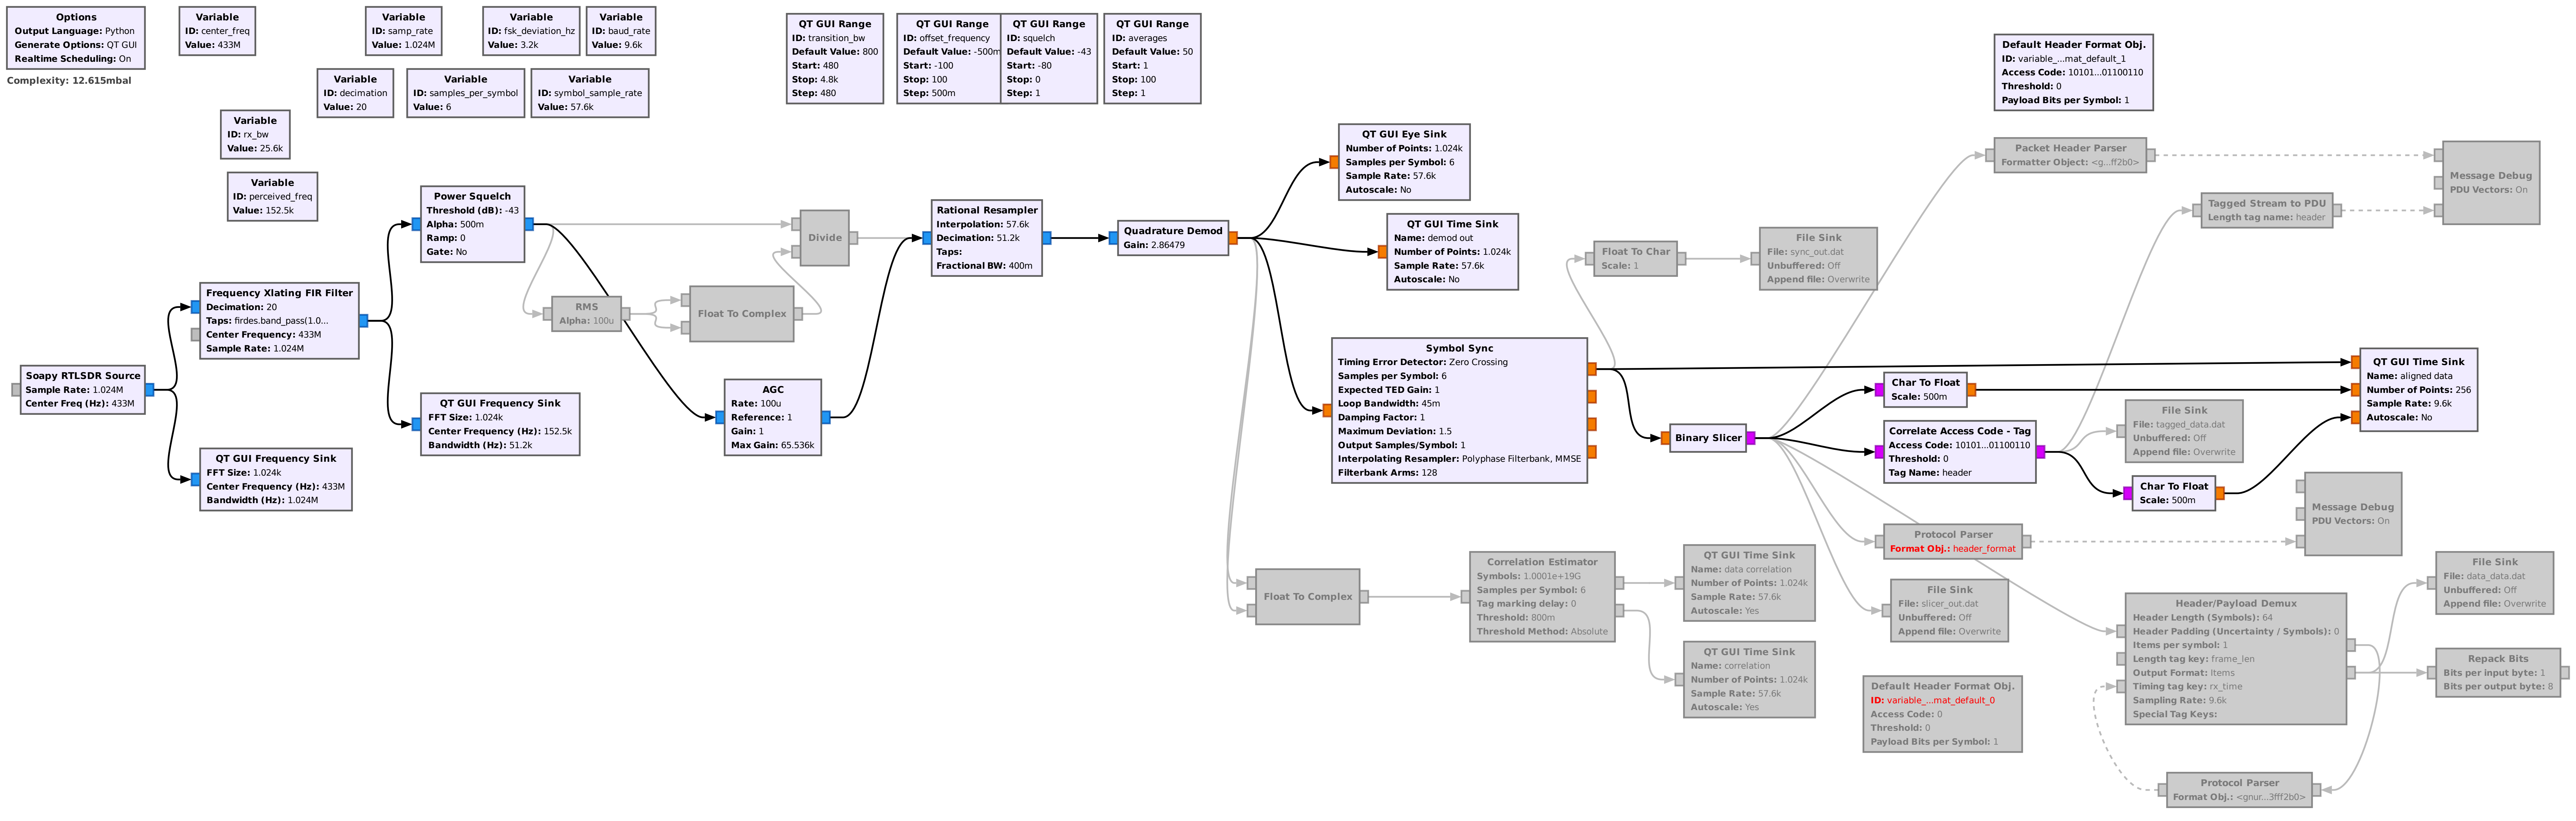 Options
Output Language: Python
Generate Options: QT GUI
Realtime Scheduling: On
Complexity: 12.615mbal
Variable
ID: center_freq
Value: 433M
Variable
ID: samp_rate
Value: 1.024M
Variable
ID: fsk_deviation_hz
Value: 3.2k
Variable
ID: baud_rate
Value: 9.6k
Variable
ID: decimation
Value: 20
Variable
ID: samples_per_symbol
Value: 6
Variable
ID: symbol_sample_rate
Value: 57.6k
Variable
ID: rx_bw
Value: 25.6k
Variable
ID: perceived_freq
Value: 152.5k
QT GUI Range
ID: transition_bw
Default Value: 800
Start: 480
Stop: 4.8k
Step: 480
QT GUI Range
ID: offset_frequency
Default Value: -500m
Start: -100
Stop: 100
Step: 500m
QT GUI Range
ID: squelch
Default Value: -43
Start: -80
Stop: 0
Step: 1
QT GUI Range
ID: averages
Default Value: 50
Start: 1
Stop: 100
Step: 1
Default Header Format Obj.
ID: variable_...mat_default_1
Access Code: 10101...01100110
Threshold: 0
Payload Bits per Symbol: 1
Soapy RTLSDR Source
Sample Rate: 1.024M
Center Freq (Hz): 433M
Frequency Xlating FIR Filter
Decimation: 20
Taps: firdes.band_pass(1.0...
Center Frequency: 433M
Sample Rate: 1.024M
QT GUI Frequency Sink
FFT Size: 1.024k
Center Frequency (Hz): 433M
Bandwidth (Hz): 1.024M
Power Squelch
Threshold (dB): -43
Alpha: 500m
Ramp: 0
Gate: No
QT GUI Frequency Sink
FFT Size: 1.024k
Center Frequency (Hz): 152.5k
Bandwidth (Hz): 51.2k
RMS
Alpha: 100u
Float To Complex
Divide
AGC
Rate: 100u
Reference: 1
Gain: 1
Max Gain: 65.536k
Rational Resampler
Interpolation: 57.6k
Decimation: 51.2k
Taps:
Fractional BW: 400m
Quadrature Demod
Gain: 2.86479
QT GUI Eye Sink
Number of Points: 1.024k
Samples per Symbol: 6
Sample Rate: 57.6k
Autoscale: No
QT GUI Time Sink
Name: demod out
Number of Points: 1.024k
Sample Rate: 57.6k
Autoscale: No
Symbol Sync
Timing Error Detector: Zero Crossing
Samples per Symbol: 6
Expected TED Gain: 1
Loop Bandwidth: 45m
Damping Factor: 1
Maximum Deviation: 1.5
Output Samples/Symbol: 1
Interpolating Resampler: Polyphase Filterbank, MMSE
Filterbank Arms: 128
Float To Char
Scale: 1
File Sink
File: sync_out.dat
Unbuffered: Off
Append file: Overwrite
Float To Complex
Correlation Estimator
Symbols: 1.0001e+19G
Samples per Symbol: 6
Tag marking delay: 0
Threshold: 800m
Threshold Method: Absolute
QT GUI Time Sink
Name: data correlation
Number of Points: 1.024k
Sample Rate: 57.6k
Autoscale: Yes
QT GUI Time Sink
Name: correlation
Number of Points: 1.024k
Sample Rate: 57.6k
Autoscale: Yes
Binary Slicer
Packet Header Parser
Formatter Object: <g...ff2b0>
Message Debug
PDU Vectors: On
Tagged Stream to PDU
Length tag name: header
Char To Float
Scale: 500m
Correlate Access Code - Tag
Access Code: 10101...01100110
Threshold: 0
Tag Name: header
File Sink
File: tagged_data.dat
Unbuffered: Off
Append file: Overwrite
Char To Float
Scale: 500m
QT GUI Time Sink
Name: aligned data
Number of Points: 256
Sample Rate: 9.6k
Autoscale: No
Protocol Parser
Format Obj.: header_format
Message Debug
PDU Vectors: On
File Sink
File: slicer_out.dat
Unbuffered: Off
Append file: Overwrite
Default Header Format Obj.
ID: variable_...mat_default_0
Access Code: 0
Threshold: 0
Payload Bits per Symbol: 1
Header/Payload Demux
Header Length (Symbols): 64
Header Padding (Uncertainty / Symbols): 0
Items per symbol: 1
Length tag key: frame_len
Output Format: Items
Timing tag key: rx_time
Sampling Rate: 9.6k
Special Tag Keys:
File Sink
File: data_data.dat
Unbuffered: Off
Append file: Overwrite
Repack Bits
Bits per input byte: 1
Bits per output byte: 8
Protocol Parser
Format Obj.: <gnur...3fff2b0>